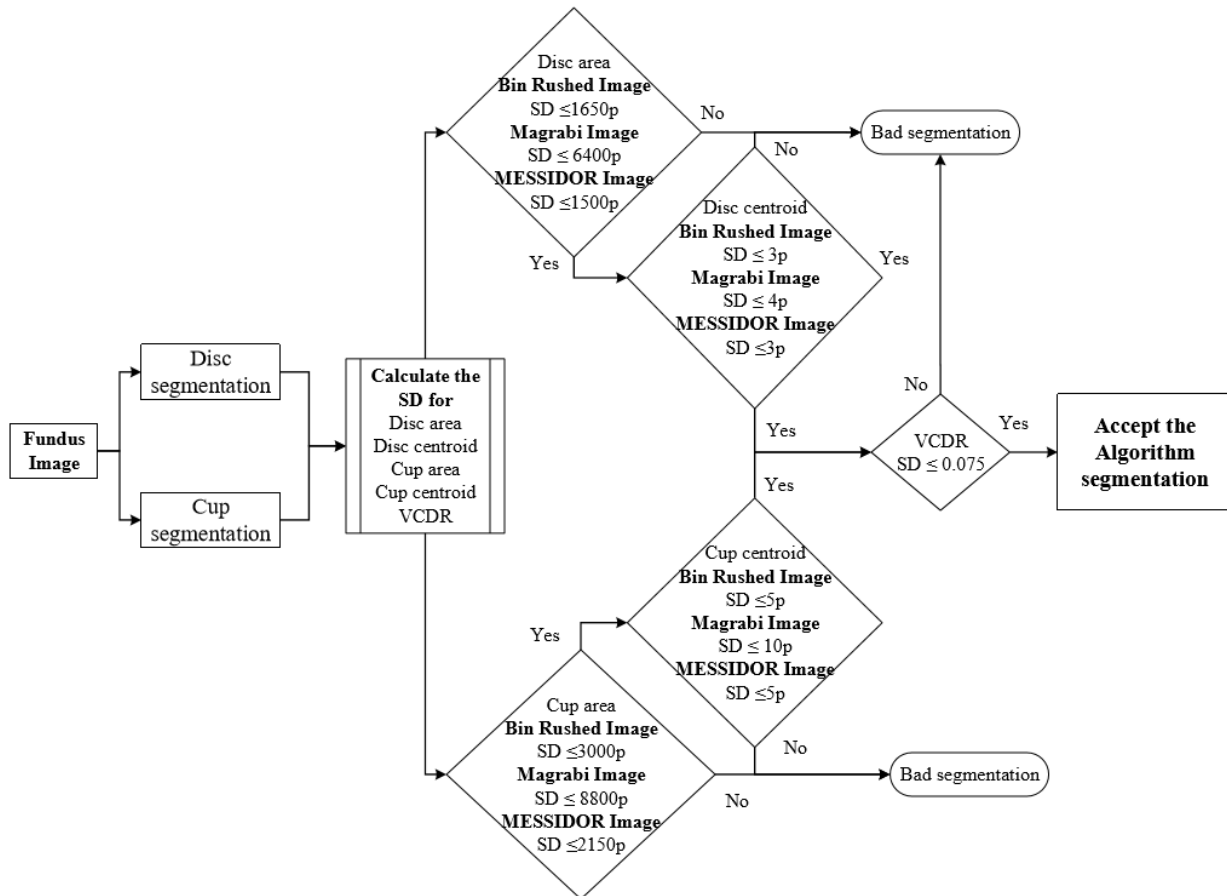 Fundus
Image
Disc
segmentation
Cup
segmentation
Calculate the
SD for
Disc area
Disc centroid
Cup area
Cup centroid
VCDR
Disc area
Bin Rushed Image
SD ≤1650p
Magrabi Image
SD ≤ 6400p
MESSIDOR Image
SD ≤1500p
No
Yes
No
Bad segmentation
Disc centroid
Bin Rushed Image
SD ≤ 3p
Magrabi Image
SD ≤ 4p
MESSIDOR Image
SD ≤3p
Yes
Yes
No
VCDR
SD ≤ 0.075
Yes
Accept the
Algorithm
segmentation
Yes
Cup centroid
Bin Rushed Image
SD ≤5p
Magrabi Image
SD ≤ 10p
MESSIDOR Image
SD ≤5p
Yes
Cup area
Bin Rushed Image
SD ≤3000p
Magrabi Image
SD ≤ 8800p
MESSIDOR Image
SD ≤2150p
No
No
Bad segmentation